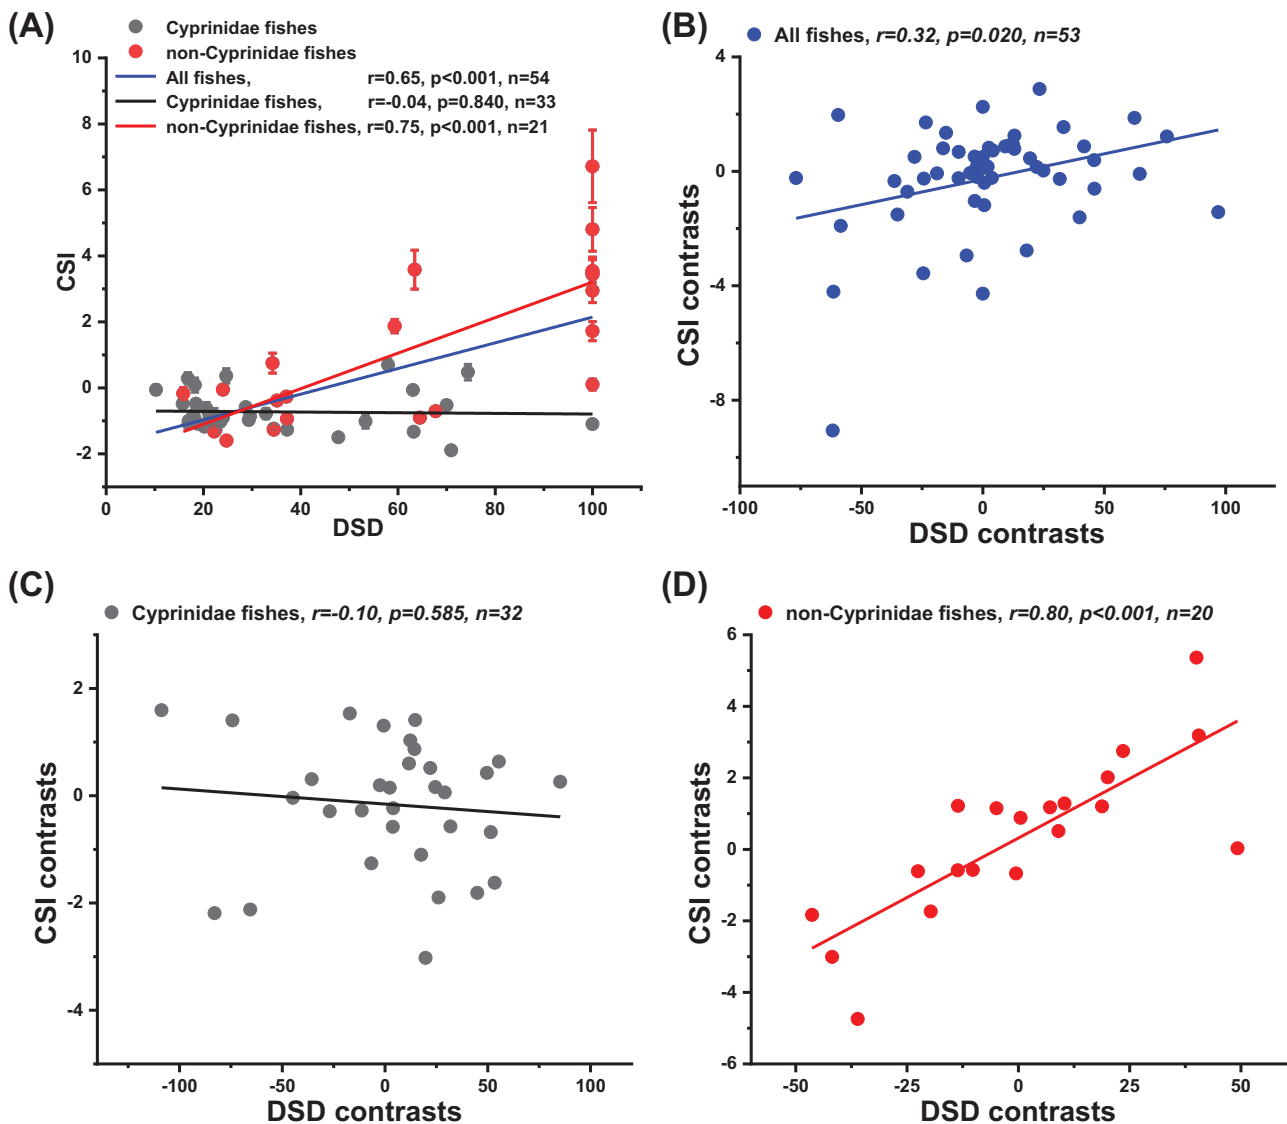 (A)
Cyprinidae fishes
non-Cyprinidae fishes
All fishes, r=0.65, p<0.001, n=54
Cyprinidae fishes, r=-0.04, p=0.840, n=33
non-Cyprinidae fishes, r=0.75, p<0.001, n=21
10
8
6
4
2
0
-2
CSI
0 20 40 60 80 100
DSD
(B)
All fishes, r=0.32, p=0.020, n=53
4
0
-4
-8
CSI contrasts
-100 -50 0 50 100
DSD contrasts
(C)
Cyprinidae fishes, r=-0.10, p=0.585, n=32
2
0
-2
-4
CSI contrasts
-100 -50 0 50 100
DSD contrasts
(D)
non-Cyprinidae fishes, r=0.80, p<0.001, n=20
6
4
2
0
-2
-4
-6
CSI contrasts
-50 -25 0 25 50
DSD contrasts